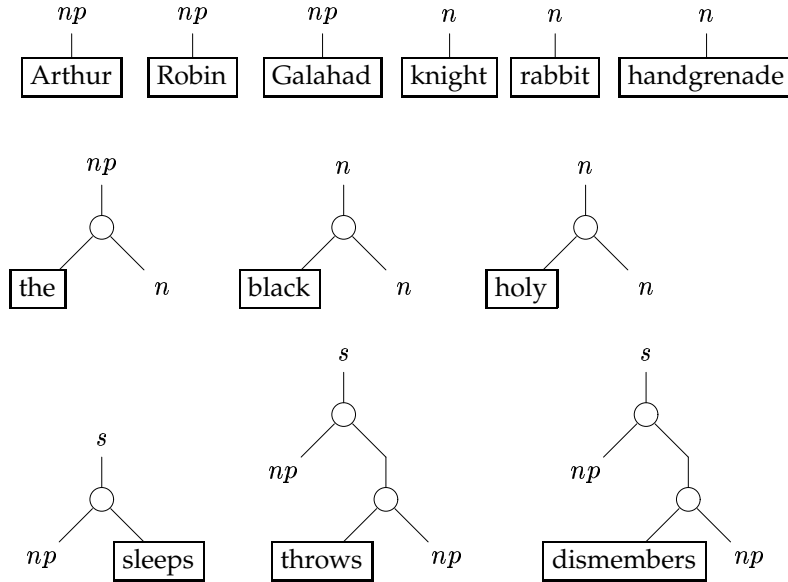 np np np n n n
Arthur Robin Galahad knight rabbit handgrenade
np n n
the n black n holy n
s s
np np
s
np sleeps throws np dismembers np